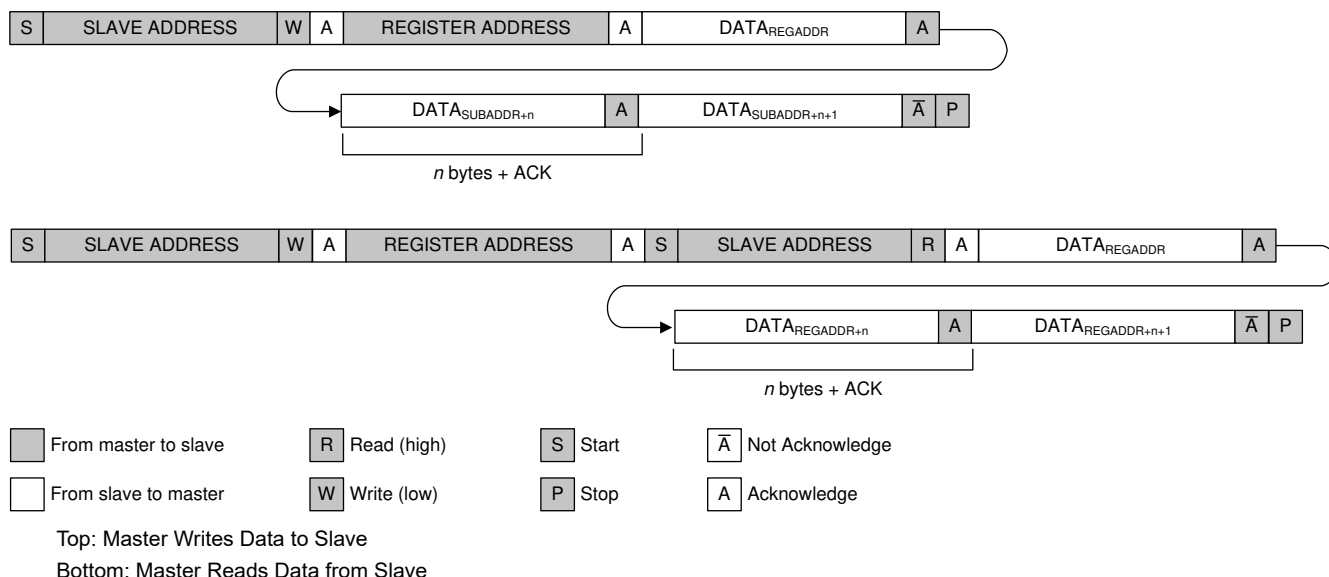 S SLAVE ADDRESS W A REGISTER ADDRESS A DATAREGADDR A
DATASUBADDR+n A DATASUBADDR+n+1 A̅ P
n bytes + ACK
S SLAVE ADDRESS W A REGISTER ADDRESS A S SLAVE ADDRESS R A DATAREGADDR A
DATAREGADDR+n A DATAREGADDR+n+1 A̅ P
n bytes + ACK
From master to slave R Read (high) S Start A̅ Not Acknowledge
From slave to master W Write (low) P Stop A Acknowledge
Top: Master Writes Data to Slave
Bottom: Master Reads Data from Slave